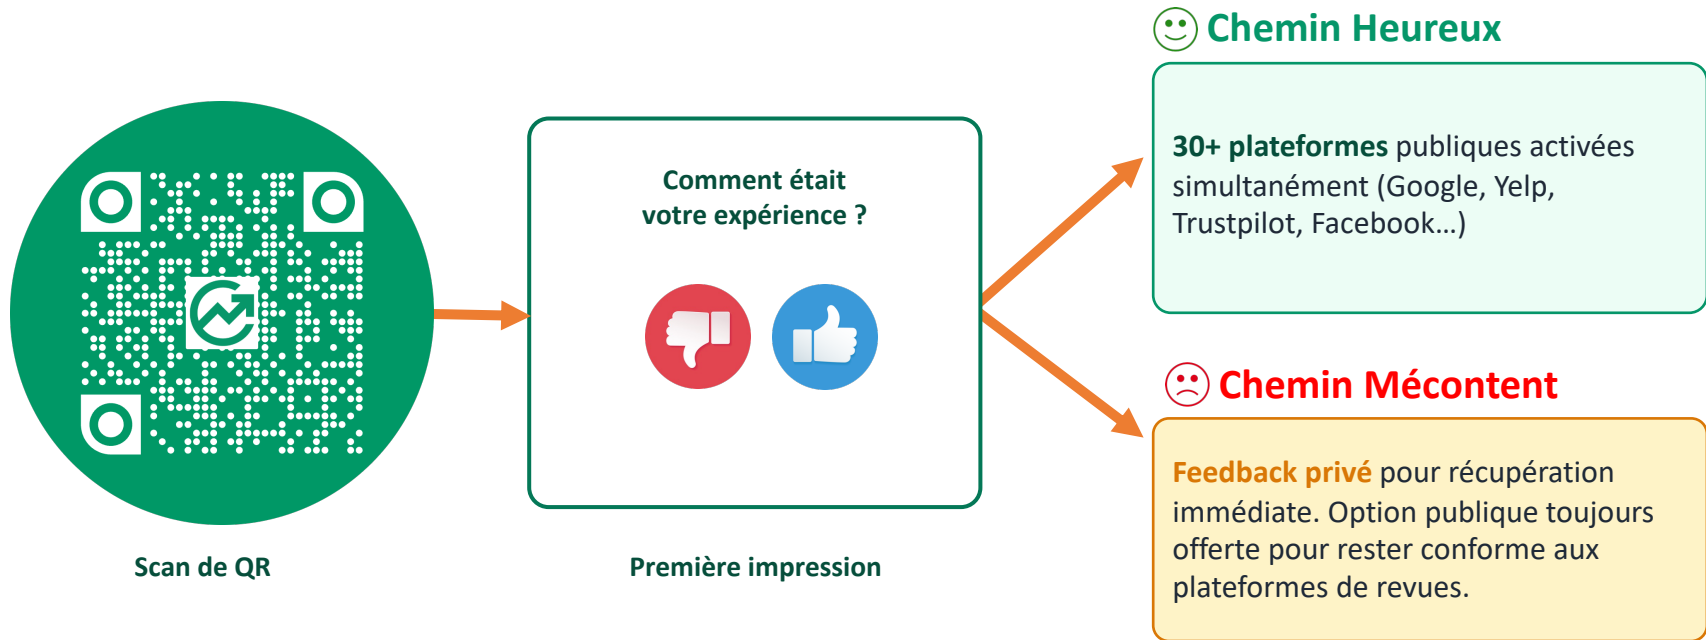 Scan de QR
Comment était
votre expérience ?
Première impression
Chemin Heureux
30+ plateformes publiques activées
simultanément (Google, Yelp,
Trustpilot, Facebook…)
Chemin Mécontent
Feedback privé pour récupération
immédiate. Option publique toujours
offerte pour rester conforme aux
plateformes de revues.